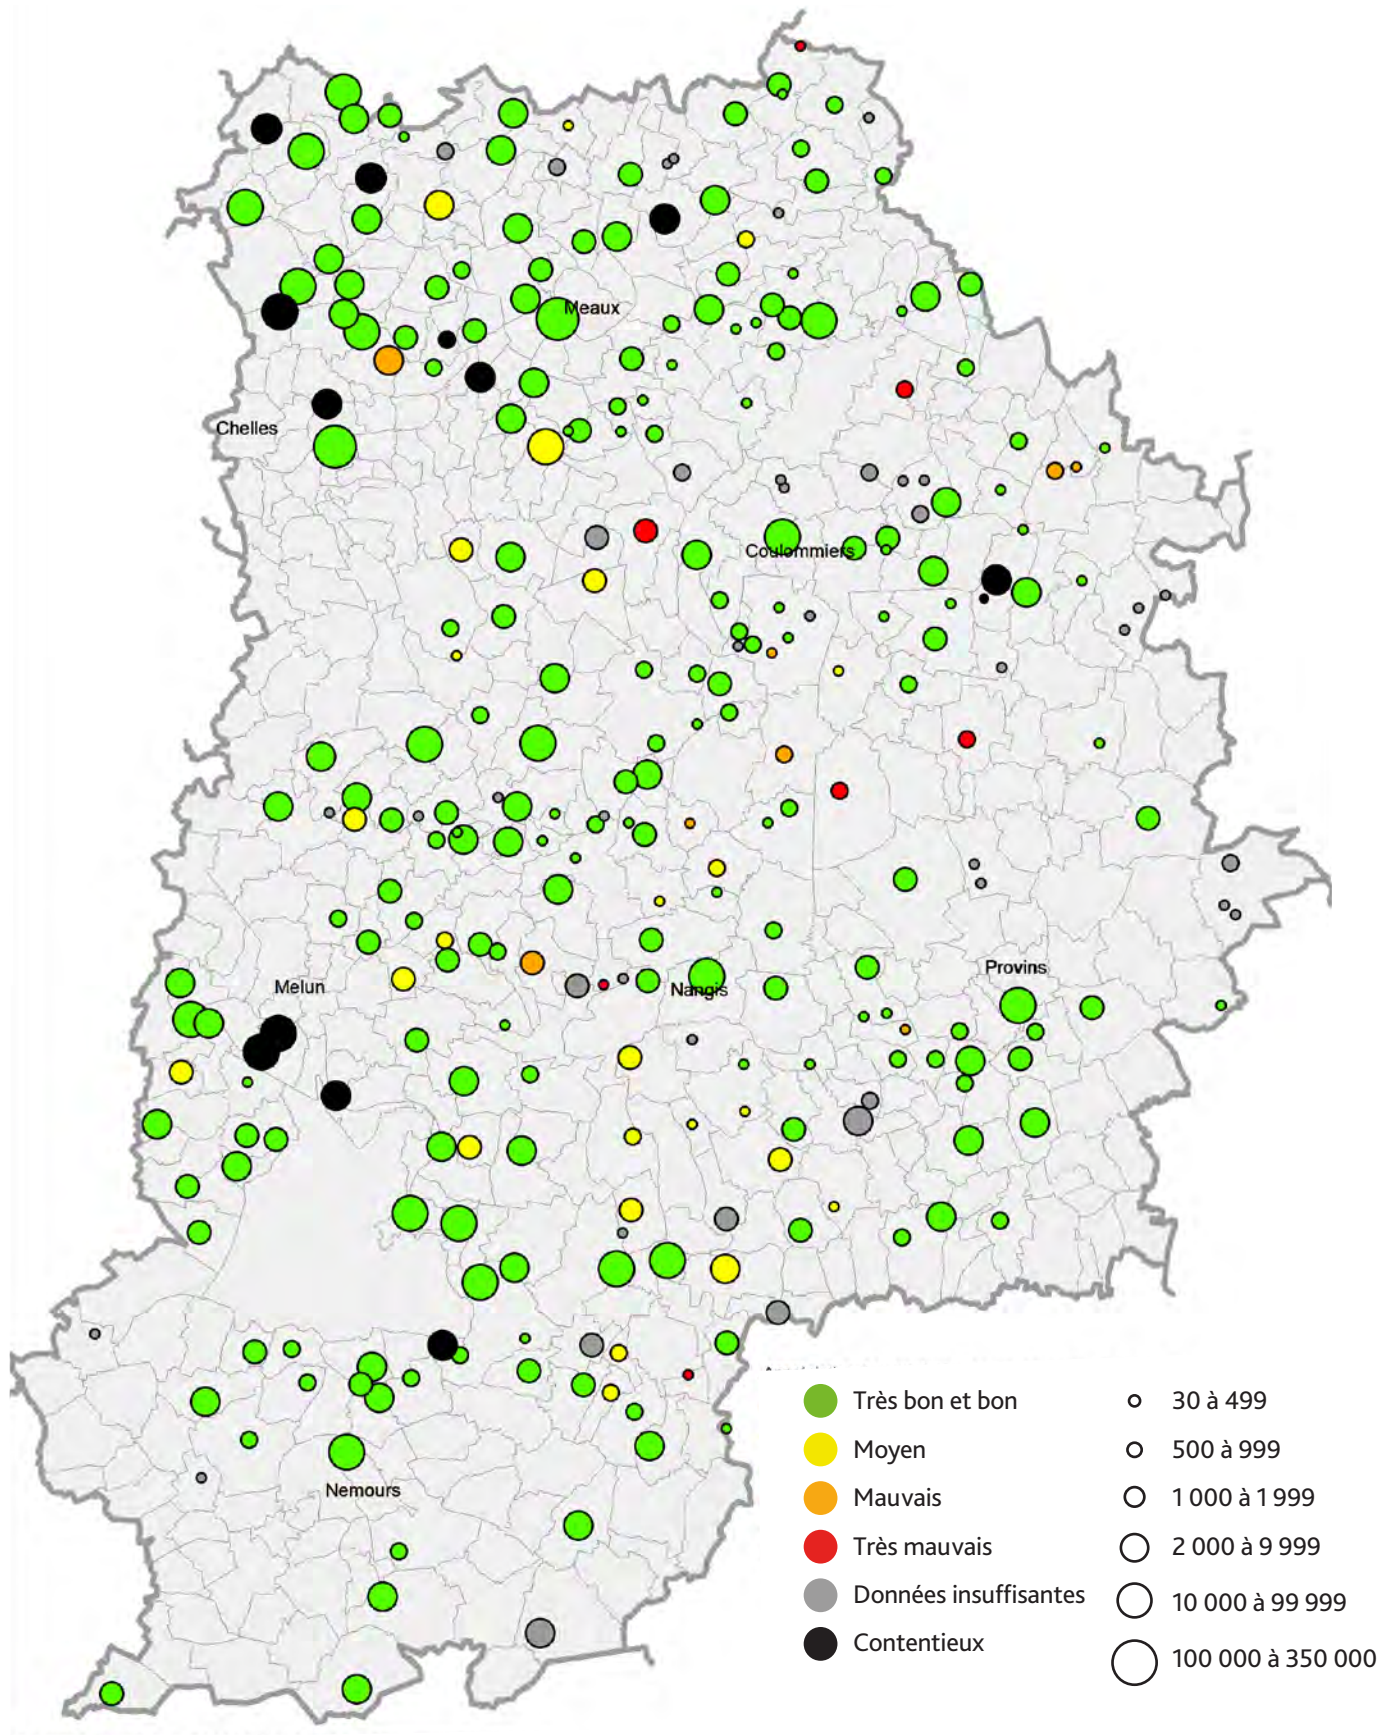 Meaux
Chelles
Coulommiers
Melun
Nangis
Provins
Nemours
Très bon et bon
Moyen
Mauvais
Très mauvais
Données insuffisantes
Contentieux
30 à 499
500 à 999
1 000 à 1 999
2 000 à 9 999
10 000 à 99 999
100 000 à 350 000